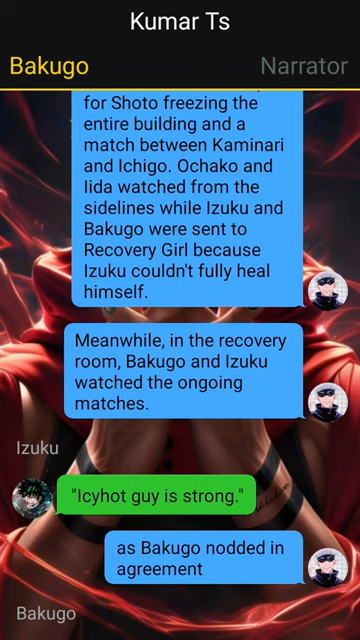 Kumar Ts
Bakugo
Narrator
for Shoto freezing the
entire building and a
match between Kaminari
and Ichigo. Ochako and
Iida watched from the
sidelines while Izuku and
Bakugo were sent to
Recovery Girl because
Izuku couldn't fully heal
himself.
Meanwhile, in the recovery
room, Bakugo and Izuku
watched the ongoing
matches.
Izuku
"Icyhot guy is strong."
as Bakugo nodded in
agreement
Bakugo